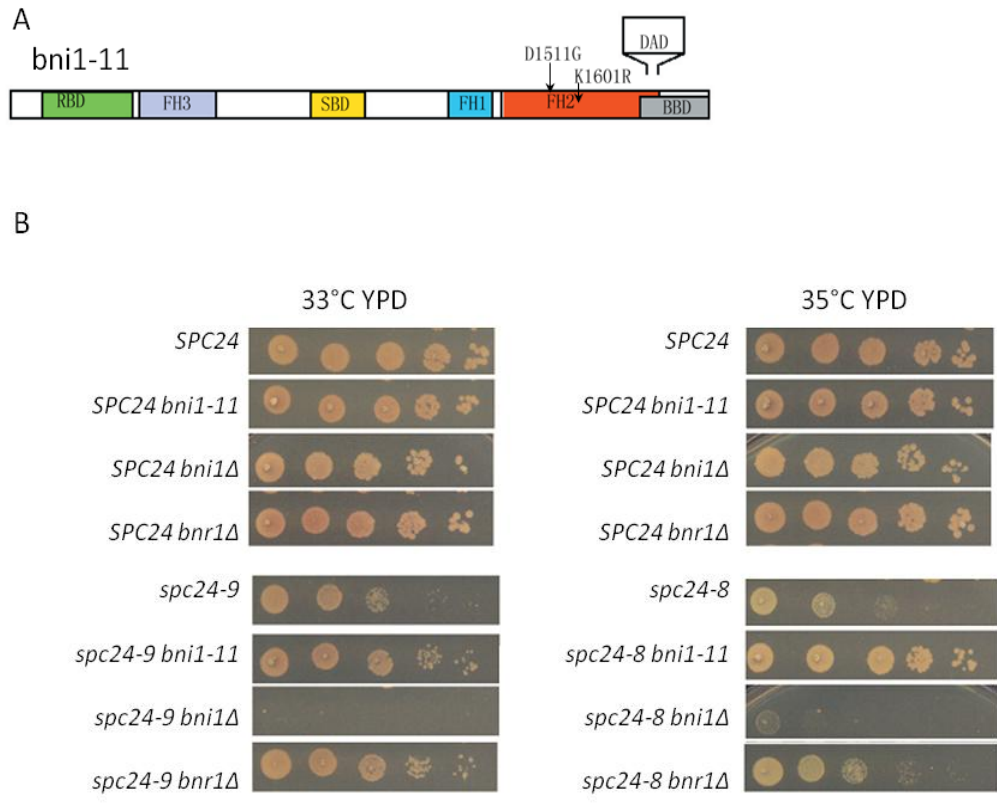 A
bni1-11
DAD
D1511G
K1601R
RBD
FH3
SBD
FH1
FH2
BBD
B
33°C YPD
SPC24
SPC24 bni1-11
SPC24 bni1Δ
SPC24 bnr1Δ
spc24-9
spc24-9 bni1-11
spc24-9 bni1Δ
spc24-9 bnr1Δ
35°C YPD
SPC24
SPC24 bni1-11
SPC24 bni1Δ
SPC24 bnr1Δ
spc24-8
spc24-8 bni1-11
spc24-8 bni1Δ
spc24-8 bnr1Δ